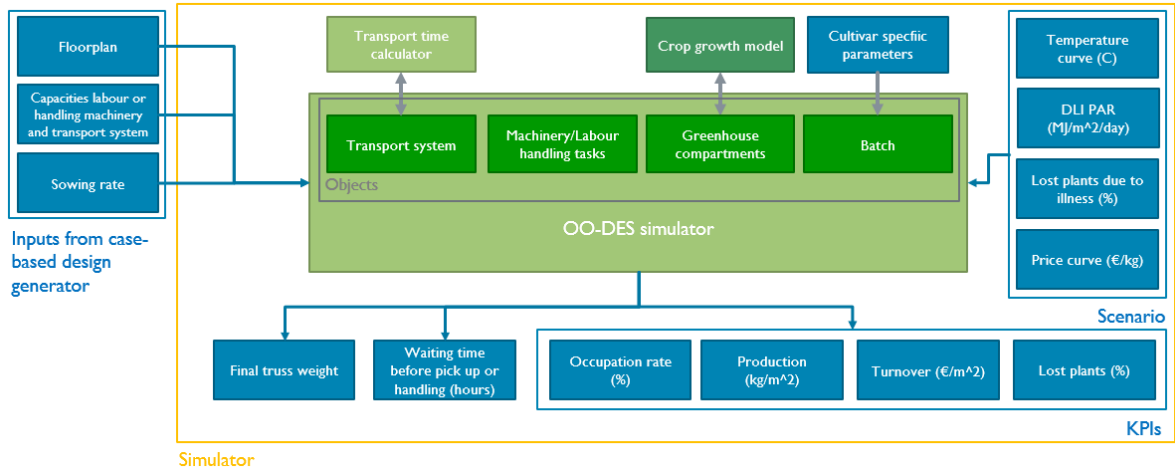 Floorplan
Capacities labour or
handling machinery
and transport system
Sowing rate
Inputs from case-
based design
generator
Transport time
calculator
Crop growth model
Cultivar specfiic
parameters
Transport system
Machinery/Labour
handling tasks
Greenhouse
compartments
Batch
Objects
OO-DES simulator
Temperature
curve (C)
DLI PAR
(MJ/m^2/day)
Lost plants due to
illness (%)
Price curve (€/kg)
Scenario
Final truss weight
Waiting time
before pick up or
handling (hours)
Occupation rate
(%)
Production
(kg/m^2)
Turnover (€/m^2)
Lost plants (%)
KPIs
Simulator